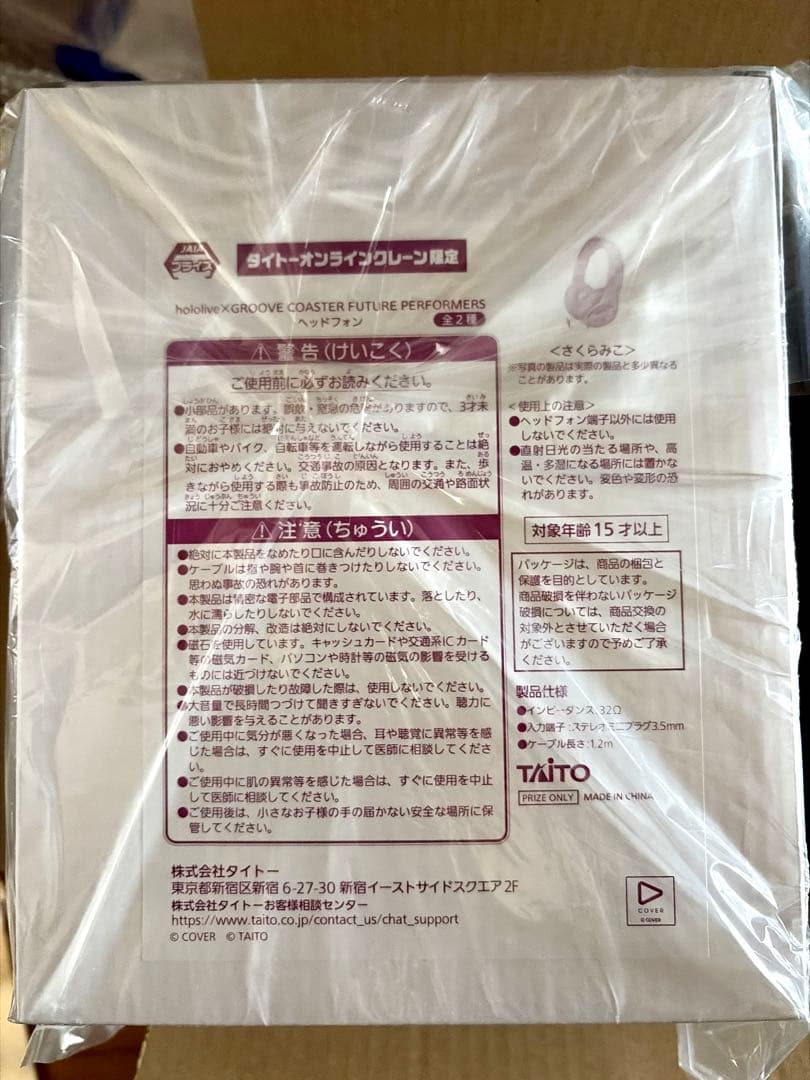 JAIA
プライズ
タイトーオンラインクレーン限定
hololive×GROOVE COASTER FUTURE PERFORMERS
ヘッドフォン
全2種
⚠警告(けいこく)
ご使用前に必ずお読みください。
●小部品があります。誤飲・窒息の危険がありますので、3才未
満のお子様には絶対に与えないでください。
●自動車やバイク、自転車等を運転しながら使用することは絶
対におやめください。交通事故の原因となります。また、歩
きながら使用する際も事故防止のため、周囲の交通や路面状
況に十分ご注意ください。
⚠注意(ちゅうい)
●絶対に本製品をなめたり口に含んだりしないでください。
●ケーブルは指や腕や首に巻きつけたりしないでください。
思わぬ事故の恐れがあります。
●本製品は精密な電子部品で構成されています。落としたり、
水に濡らしたりしないでください。
●本製品の分解、改造は絶対にしないでください。
●磁石を使用しています。キャッシュカードや交通系ICカード
等の磁気カード、パソコンや時計等の磁気の影響を受ける
ものには近づけないでください。
●本製品が破損したり故障した際は、使用しないでください。
●大音量で長時間つづけて聞きすぎないでください。聴力に
悪い影響を与えることがあります。
●ご使用中に気分が悪くなった場合、耳や聴覚に異常等を感
じた場合は、すぐに使用を中止して医師に相談してくださ
い。
●ご使用中に肌の異常等を感じた場合は、すぐに使用を中止
して医師に相談してください。
●ご使用後は、小さなお子様の手の届かない安全な場所に保
管してください。
<さくらみこ>
※写真の製品は実際の製品と多少異なる
ことがあります。
<使用上の注意>
●ヘッドフォン端子以外には使用
しないでください。
●直射日光の当たる場所や、高
温・多湿になる場所には置かな
いでください。変色や変形の恐
れがあります。
対象年齢15才以上
パッケージは、商品の梱包と
保護を目的としています。
商品破損を伴わないパッケージ
破損については、商品交換の
対象外とさせていただく場合
がございますので予めご了承
ください。
製品仕様
●インピーダンス:32Ω
●入力端子:ステレオミニプラグ3.5mm
●ケーブル長さ:1.2m
TAITO
PRIZE ONLY MADE IN CHINA
株式会社タイトー
東京都新宿区新宿 6-27-30 新宿イーストサイドスクエア2F
株式会社タイトーお客様相談センター
https://www.taito.co.jp/contact_us/chat_support
© COVER © TAITO
COVER
© COVER